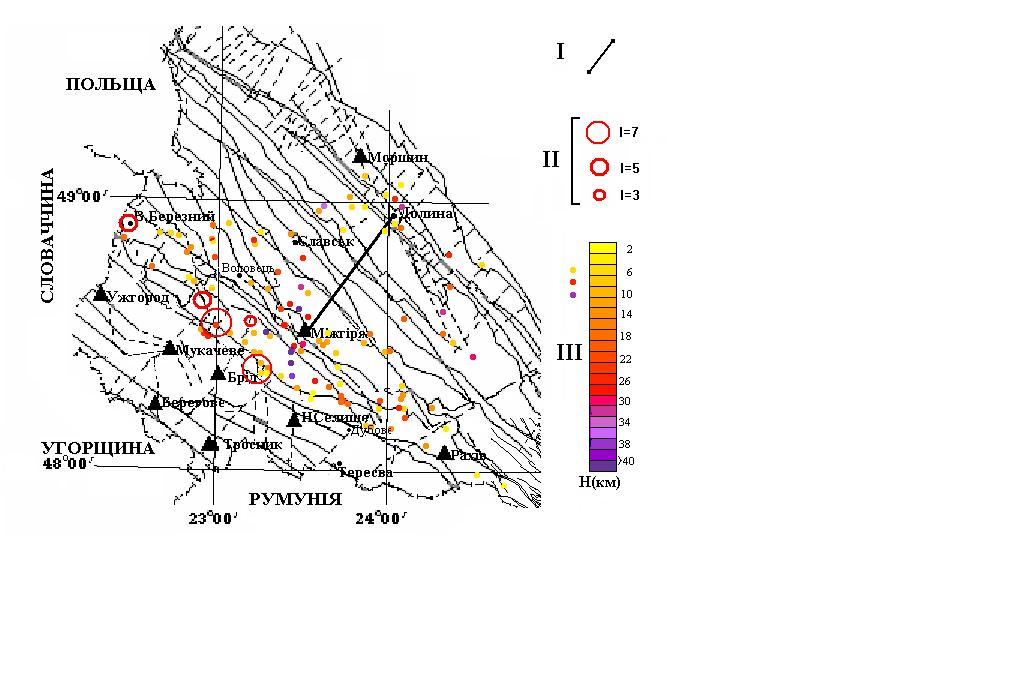 ПОЛЬЩА
СЛОВАЧЧИНА
УГОРЩИНА
РУМУНІЯ
49°00′
48°00′
23°00′
24°00′
Моршин
Долина
В.Березний
Славськ
Воловець
Ужгород
Міжгіря
Мукачеве
Брід
Берегове
Н.Селище
Дубове
Тросник
Рахів
Тересва
I
II
I=7
I=5
I=3
III
2
6
10
14
18
22
26
30
34
38
>40
Н(км)